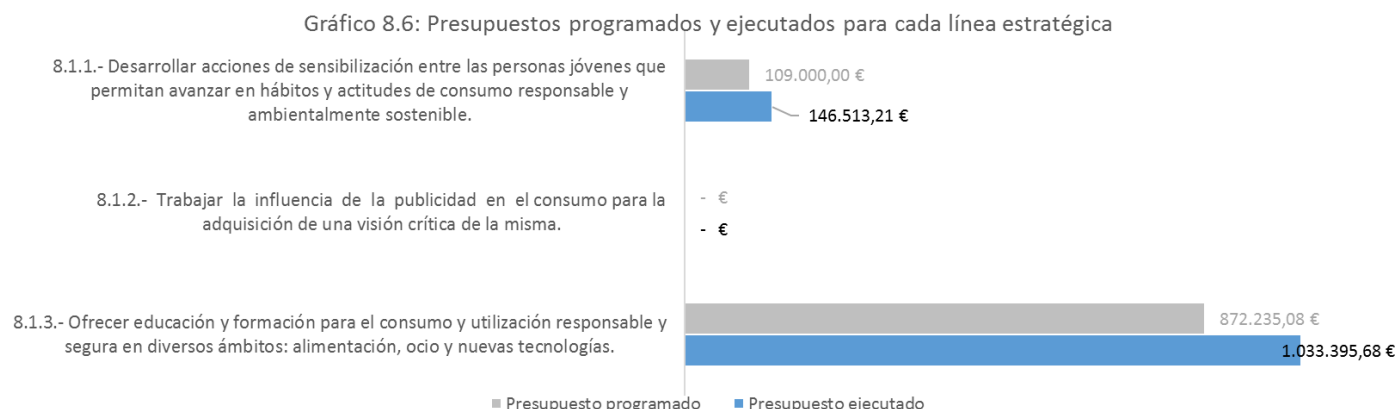 Gráfico 8.6: Presupuestos programados y ejecutados para cada línea estratégica
8.1.1.- Desarrollar acciones de sensibilización entre las personas jóvenes que
permitan avanzar en hábitos y actitudes de consumo responsable y
ambientalmente sostenible.
109.000,00 €
146.513,21 €
8.1.2.- Trabajar la influencia de la publicidad en el consumo para la
adquisición de una visión crítica de la misma.
- €
- €
8.1.3.- Ofrecer educación y formación para el consumo y utilización responsable y
segura en diversos ámbitos: alimentación, ocio y nuevas tecnologías.
872.235,08 €
1.033.395,68 €
Presupuesto programado Presupuesto ejecutado